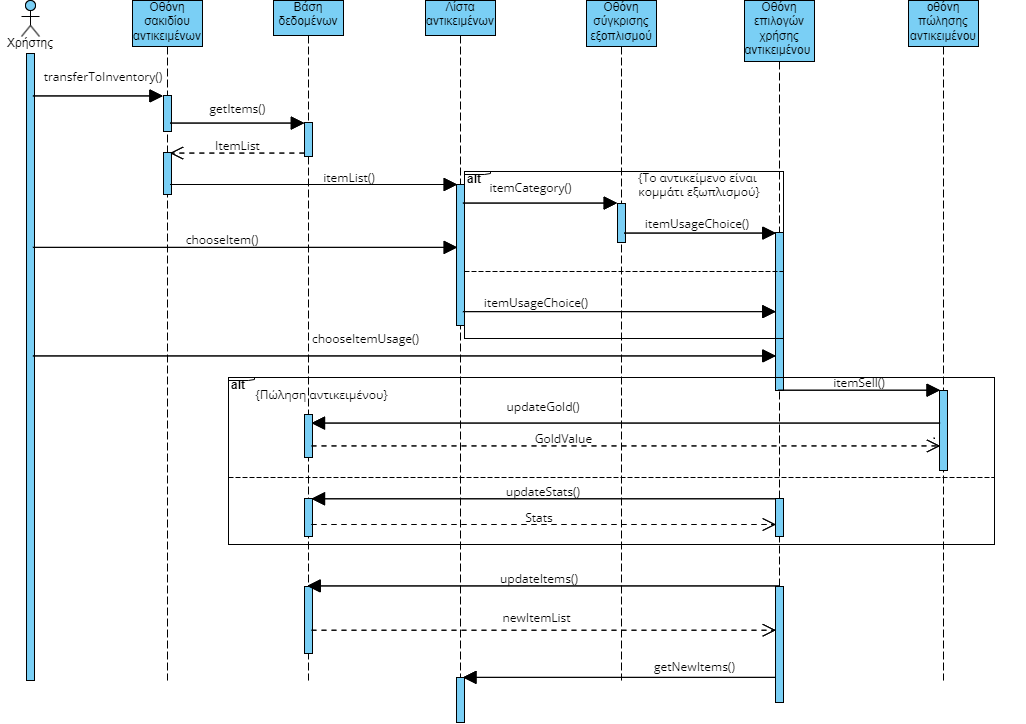 Χρήστης
Οθόνη
σακιδίου
αντικειμένων
Βάση
δεδομένων
Λίστα
αντικειμένων
Οθόνη
σύγκρισης
εξοπλισμού
Οθόνη
επιλογών
χρήσης
αντικειμένου
οθόνη
πώλησης
αντικειμένου
transferToInventory()
getItems()
ItemList
itemList()
alt
itemCategory()
{Το αντικείμενο είναι
κομμάτι εξωπλισμού}
itemUsageChoice()
chooseItem()
itemUsageChoice()
chooseItemUsage()
alt
{Πώληση αντικειμένου}
itemSell()
updateGold()
GoldValue
updateStats()
Stats
updateItems()
newItemList
getNewItems()